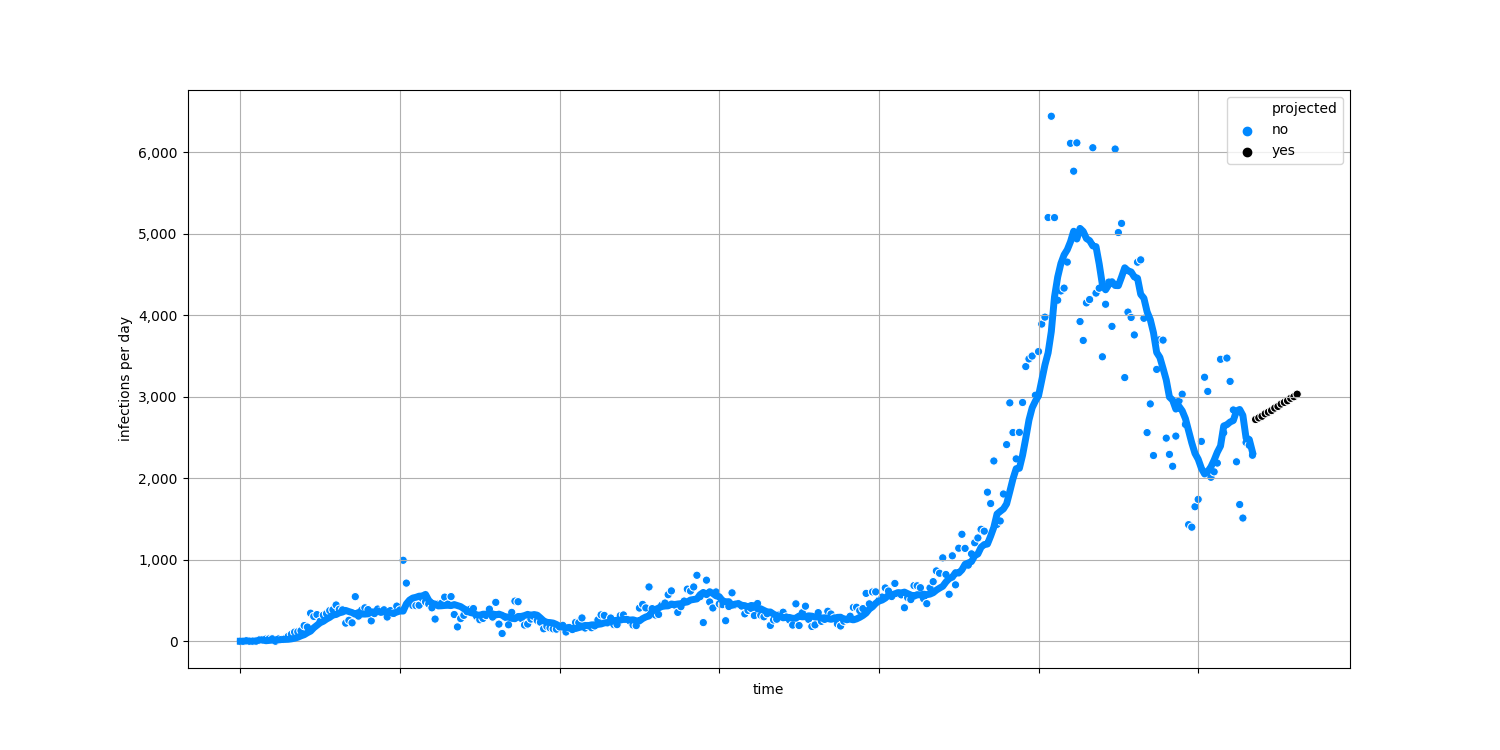 projected
no
yes
6,000
5,000
4,000
3,000
2,000
1,000
0
infections per day
time